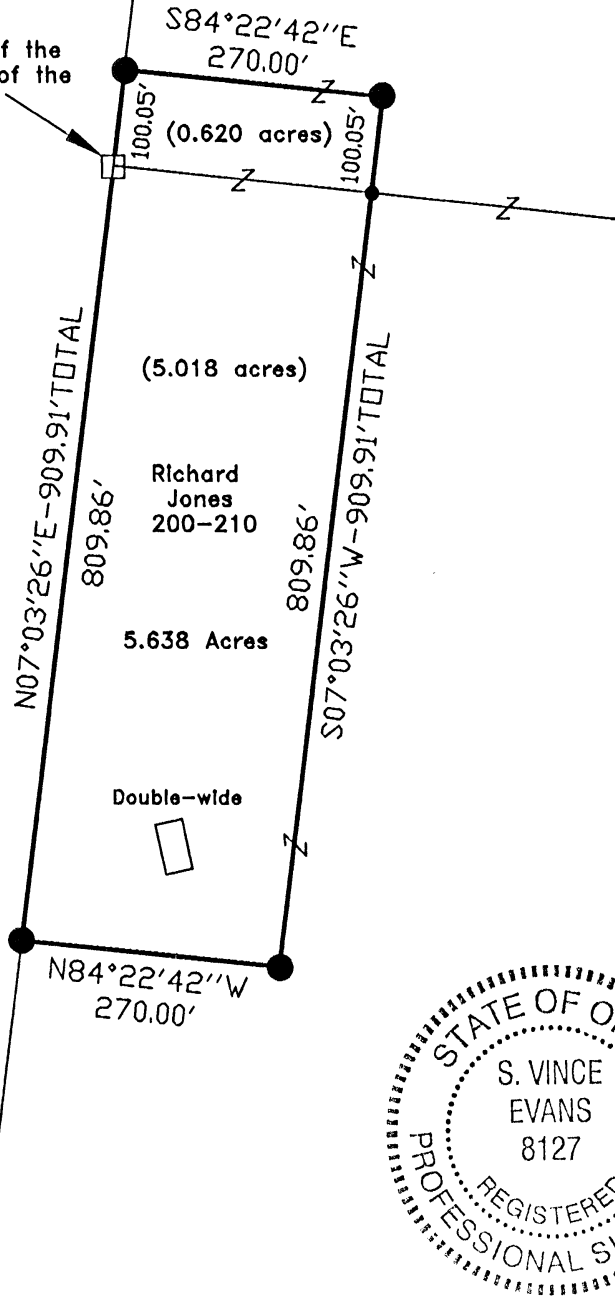 S84°22'42"E
270.00'
f the
of the
100.05'
(0.620 acres)
100.05'
(5.018 acres)
N07°03'26"E-909.91'TOTAL
809.86'
Richard
Jones
200-210
809.86'
S07°03'26"W-909.91'TOTAL
5.638 Acres
Double-wide
N84°22'42"W
270.00'
STATE OF O
S. VINCE
EVANS
8127
REGISTERED
PROFESSIONAL SU